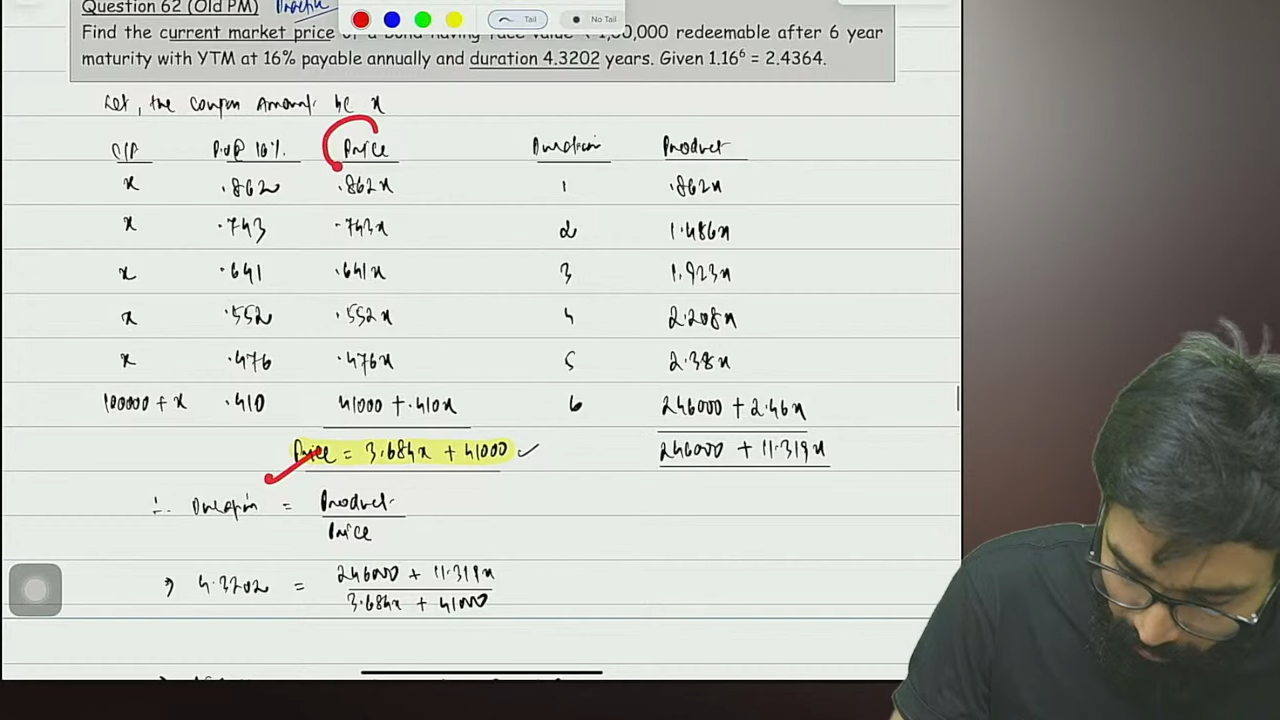 Question 62 (Old PM)
Tail
No Tail
Find the current market price of a bond having face value ₹ 1,00,000 redeemable after 6 year
maturity with YTM at 16% payable annually and duration 4.3202 years. Given 1.16⁶ = 2.4364.
Let, the Coupon Amount be x
C/F P.V@ 16% Price Duration Product
x .862 .862x 1 .862x
x .743 .743x 2 1.486x
x .641 .641x 3 1.923x
x .552 .552x 4 2.208x
x .476 .476x 5 2.38x
100000 + x .410 41000 + .410x 6 246000 + 2.46x
Price = 3.684x + 41000 ✓ 246000 + 11.319x
∴ Duration = Product
Price
⇒ 4.3202 = 246000 + 11.319x
3.684x + 41000